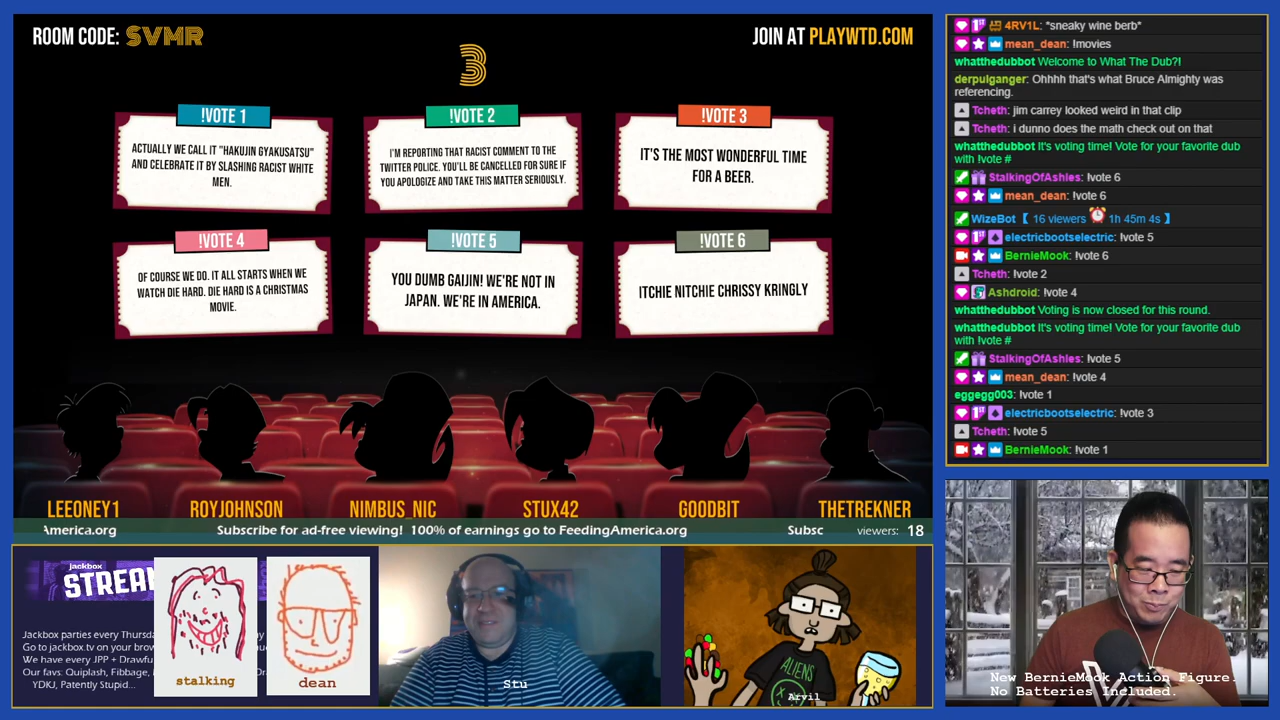 ROOM CODE: SVMR
JOIN AT PLAYWTD.COM
3
!VOTE 1
ACTUALLY WE CALL IT "HAKUJIN GYAKUSATSU"
AND CELEBRATE IT BY SLASHING RACIST WHITE
MEN.
!VOTE 2
I'M REPORTING THAT RACIST COMMENT TO THE
TWITTER POLICE. YOU'LL BE CANCELLED FOR SURE IF
YOU APOLOGIZE AND TAKE THIS MATTER SERIOUSLY.
!VOTE 3
IT'S THE MOST WONDERFUL TIME
FOR A BEER.
!VOTE 4
OF COURSE WE DO. IT ALL STARTS WHEN WE
WATCH DIE HARD. DIE HARD IS A CHRISTMAS
MOVIE.
!VOTE 5
YOU DUMB GAIJIN! WE'RE NOT IN
JAPAN. WE'RE IN AMERICA.
!VOTE 6
ITCHIE NITCHIE CHRISSY KRINGLY
LEEONEY1
ROYJOHNSON
NIMBUS_NIC
STUX42
GOODBIT
THETREKNER
America.org
Subscribe for ad-free viewing! 100% of earnings go to FeedingAmerica.org
Subsc
viewers: 18
4RV1L: *sneaky wine berb*
mean_dean: !movies
whatthedubbot Welcome to What The Dub?!
derpulganger: Ohhhh that's what Bruce Almighty was
referencing.
Tcheth: jim carrey looked weird in that clip
Tcheth: i dunno does the math check out on that
whatthedubbot It's voting time! Vote for your favorite dub
with !vote #
StalkingOfAshles: !vote 6
mean_dean: !vote 6
WizeBot 【 16 viewers ⏰ 1h 45m 4s 】
electricbootselectric: !vote 5
BernieMook: !vote 6
Tcheth: !vote 2
Ashdroid: !vote 4
whatthedubbot Voting is now closed for this round.
whatthedubbot It's voting time! Vote for your favorite dub
with !vote #
StalkingOfAshles: !vote 5
mean_dean: !vote 4
eggegg003: !vote 1
electricbootselectric: !vote 3
Tcheth: !vote 5
BernieMook: !vote 1
jackbox
STREAM
Jackbox parties every Thursda
Go to jackbox.tv on your brow
We have every JPP + Drawfu
Our favs: Quiplash, Fibbage,
YDKJ, Patently Stupid...
stalking
dean
Stu
ALIENS
Arvil
New BernieMook Action Figure.
No Batteries Included.